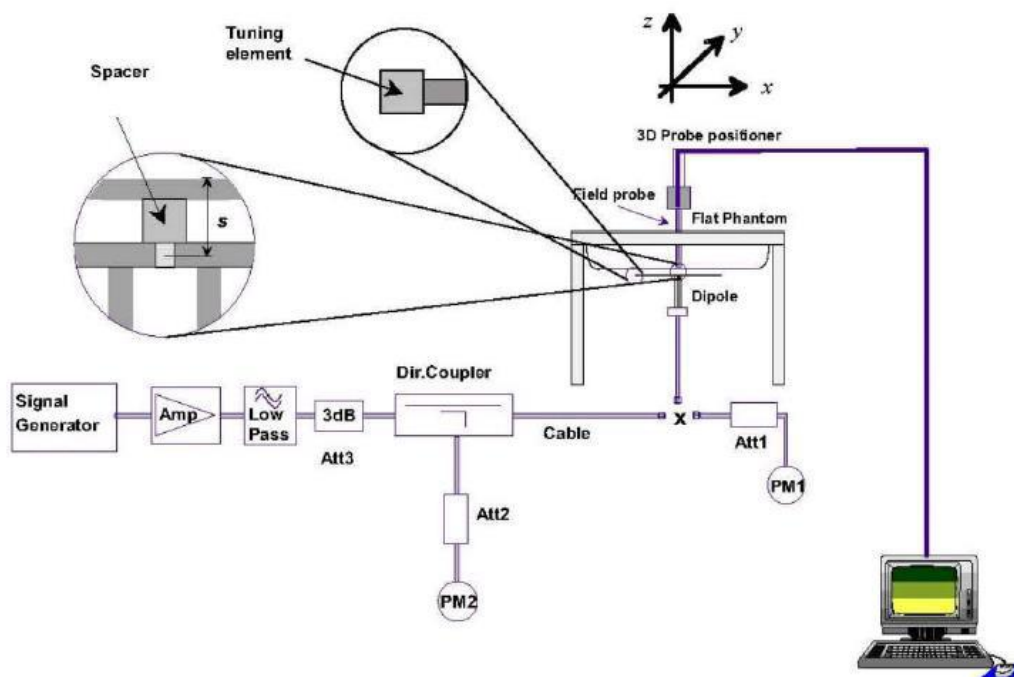 Tuning
element
Spacer
s
z
y
x
3D Probe positioner
Field probe
Flat Phantom
Dipole
Signal
Generator
Amp
Low
Pass
3dB
Att3
Dir.Coupler
Cable
x
Att1
PM1
Att2
PM2